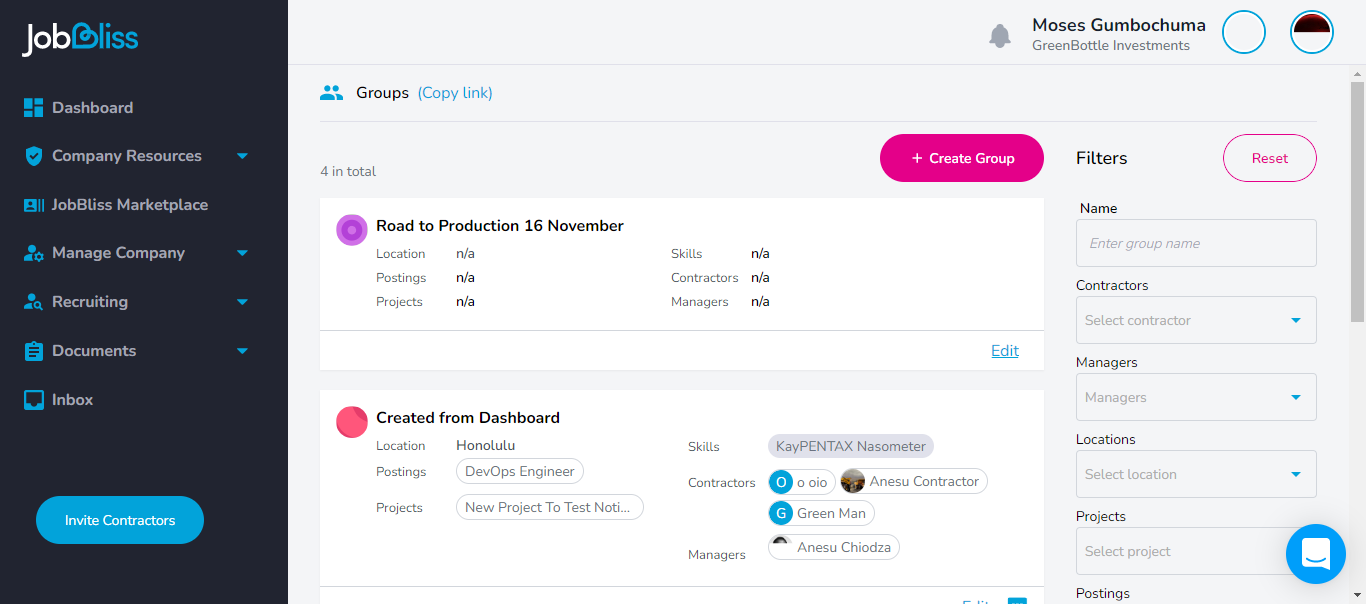 JobBliss
Dashboard
Company Resources
JobBliss Marketplace
Manage Company
Recruiting
Documents
Inbox
Invite Contractors
Moses Gumbochuma
GreenBottle Investments
Groups (Copy link)
4 in total
+ Create Group
Road to Production 16 November
Location n/a Skills n/a
Postings n/a Contractors n/a
Projects n/a Managers n/a
Edit
Created from Dashboard
Location Honolulu
Postings DevOps Engineer
Projects New Project To Test Noti...
Skills KayPENTAX Nasometer
Contractors O o oio Anesu Contractor
G Green Man
Managers Anesu Chiodza
Edit
Filters Reset
Name
Enter group name
Contractors
Select contractor
Managers
Managers
Locations
Select location
Projects
Select project
Postings